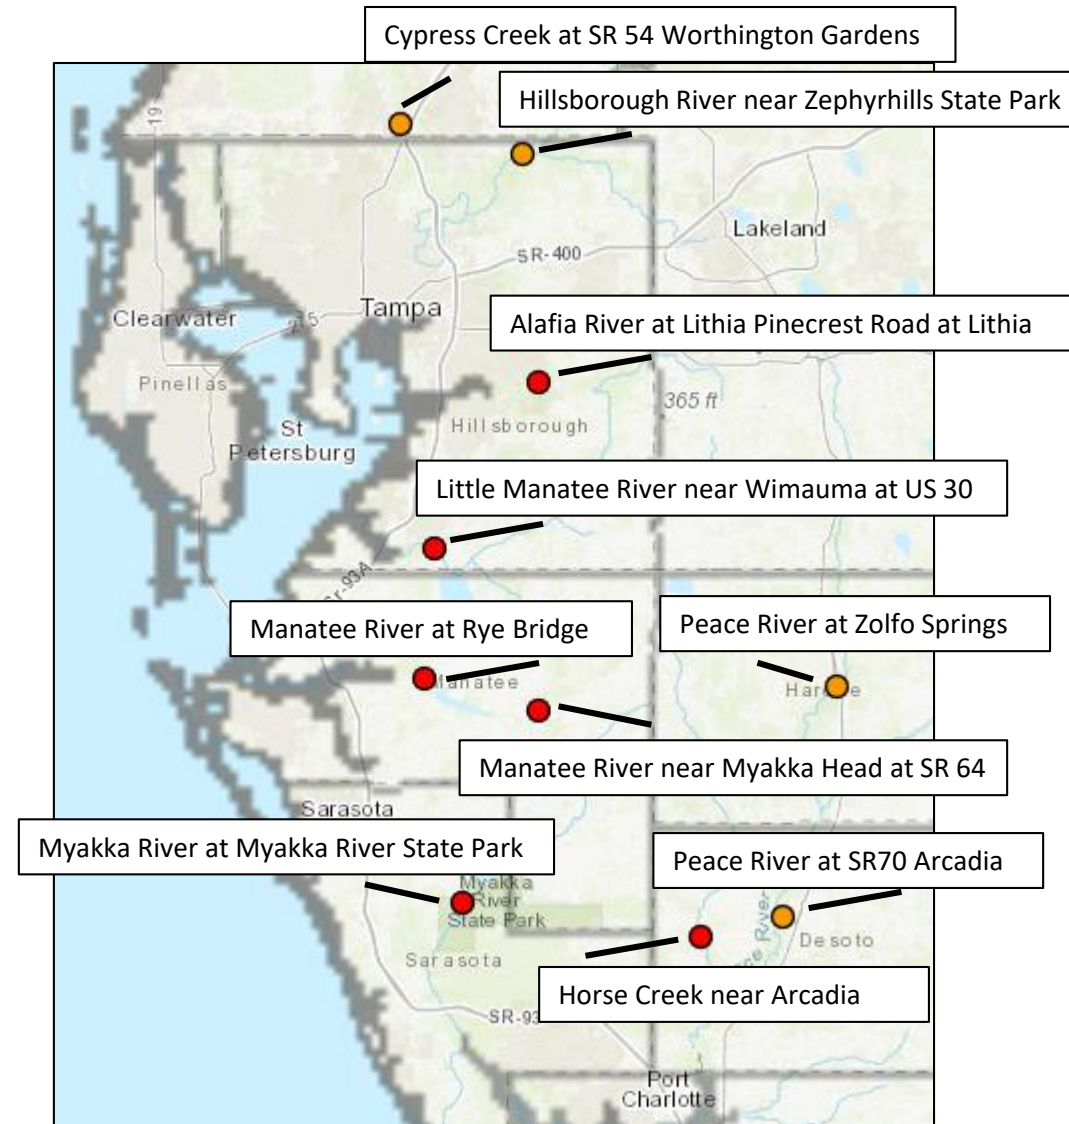 Cypress Creek at SR 54 Worthington Gardens
Hillsborough River near Zephyrhills State Park
19
Lakeland
SR-400
Tampa
Clearwater
Alafia River at Lithia Pinecrest Road at Lithia
Pinellas
365 ft
St
Petersburg
Hillsborough
Little Manatee River near Wimauma at US 30
Manatee River at Rye Bridge
Peace River at Zolfo Springs
Manatee
Manatee River near Myakka Head at SR 64
Sarasota
Myakka River at Myakka River State Park
Peace River at SR70 Arcadia
Myakka
River
State Park
River
Desoto
Sarasota
Horse Creek near Arcadia
Port
Charlotte